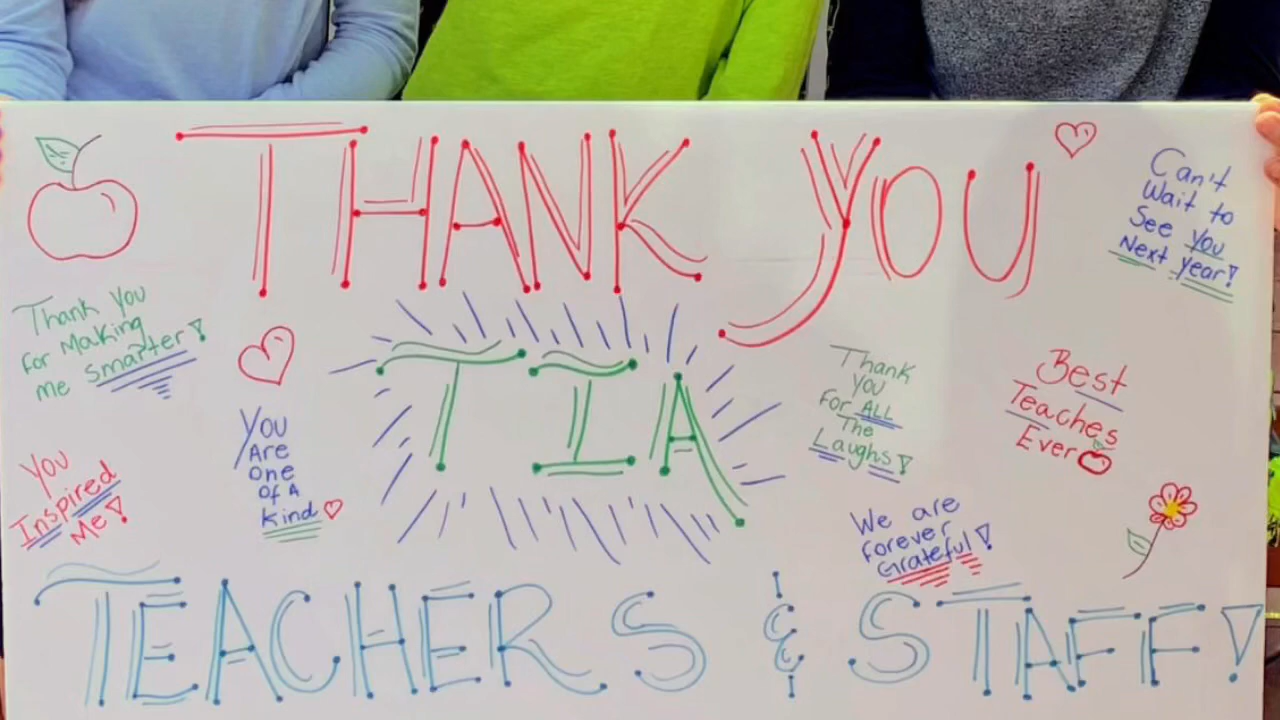 THANK YOU
Can't
Wait to
See You
Next Year!
Thank You
For Making
me smarter!
TIA
You
Are
One
Of A
Kind
Thank
You
For ALL
The
Laughs!
Best
Teaches
Ever
You
Inspired
Me!
We are
Forever
Grateful!
TEACHERS & STAFF!